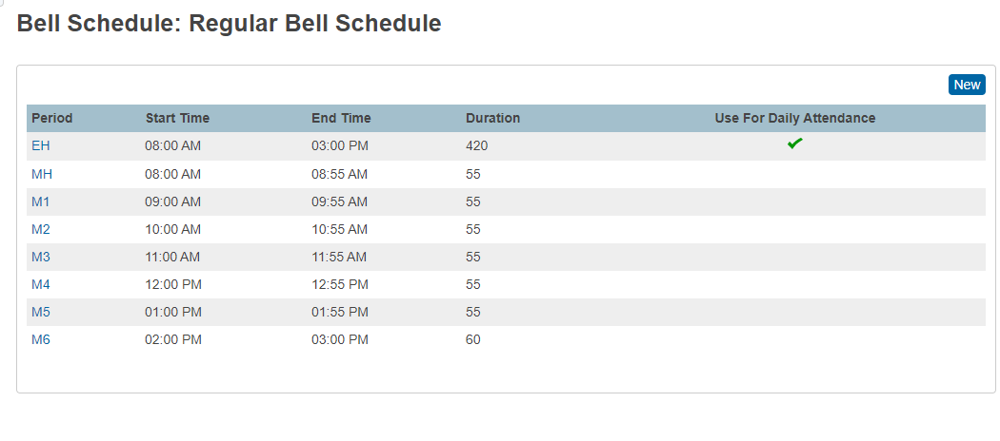 Bell Schedule: Regular Bell Schedule
New
Period Start Time End Time Duration Use For Daily Attendance
EH 08:00 AM 03:00 PM 420
MH 08:00 AM 08:55 AM 55
M1 09:00 AM 09:55 AM 55
M2 10:00 AM 10:55 AM 55
M3 11:00 AM 11:55 AM 55
M4 12:00 PM 12:55 PM 55
M5 01:00 PM 01:55 PM 55
M6 02:00 PM 03:00 PM 60